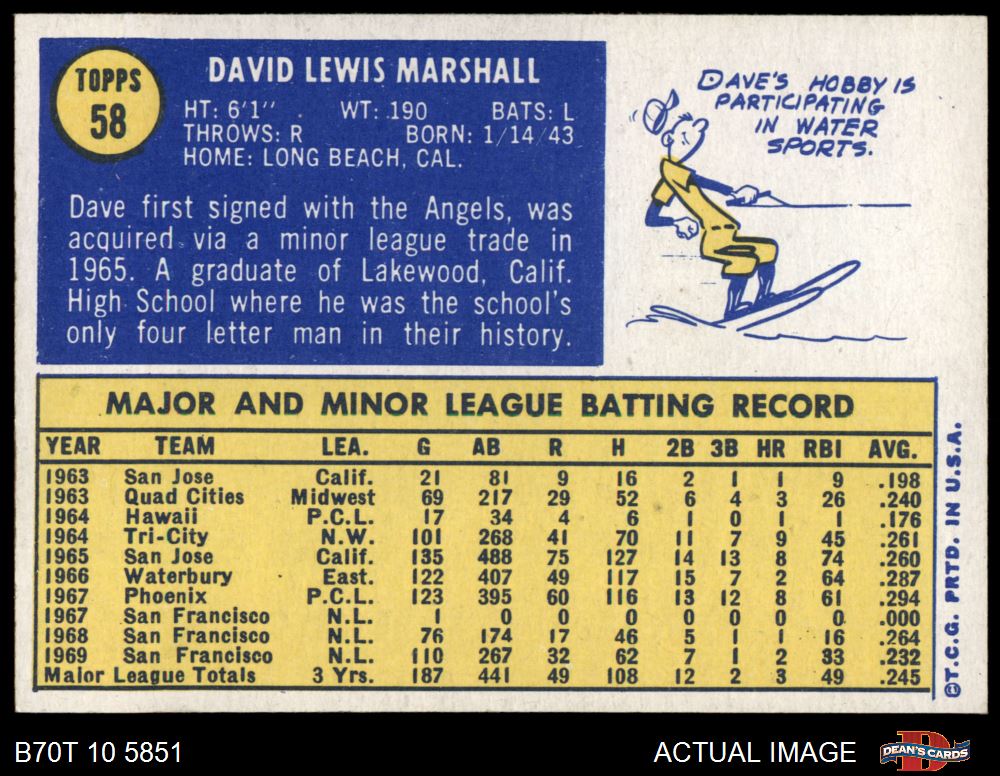 TOPPS
58
DAVID LEWIS MARSHALL
HT: 6'1" WT: 190 BATS: L
THROWS: R BORN: 1/14/43
HOME: LONG BEACH, CAL.
Dave first signed with the Angels, was
acquired via a minor league trade in
1965. A graduate of Lakewood, Calif.
High School where he was the school's
only four letter man in their history.
DAVE'S HOBBY IS
PARTICIPATING
IN WATER
SPORTS.
MAJOR AND MINOR LEAGUE BATTING RECORD
YEAR TEAM LEA. G AB R H 2B 3B HR RBI AVG.
1963 San Jose Calif. 21 81 9 16 2 1 1 9 .198
1963 Quad Cities Midwest 69 217 29 52 6 4 3 26 .240
1964 Hawaii P.C.L. 17 34 4 6 1 0 1 1 .176
1964 Tri-City N.W. 101 268 41 70 11 7 9 45 .261
1965 San Jose Calif. 135 488 75 127 14 13 8 74 .260
1966 Waterbury East. 122 407 49 117 15 7 2 64 .287
1967 Phoenix P.C.L. 123 395 60 116 13 12 8 61 .294
1967 San Francisco N.L. 1 0 0 0 0 0 0 0 .000
1968 San Francisco N.L. 76 174 17 46 5 1 1 16 .264
1969 San Francisco N.L. 110 267 32 62 7 1 2 33 .232
Major League Totals 3 Yrs. 187 441 49 108 12 2 3 49 .245
©T.C.G. PRTD. IN U.S.A.
B70T 10 5851
ACTUAL IMAGE
DEAN'S CARDS